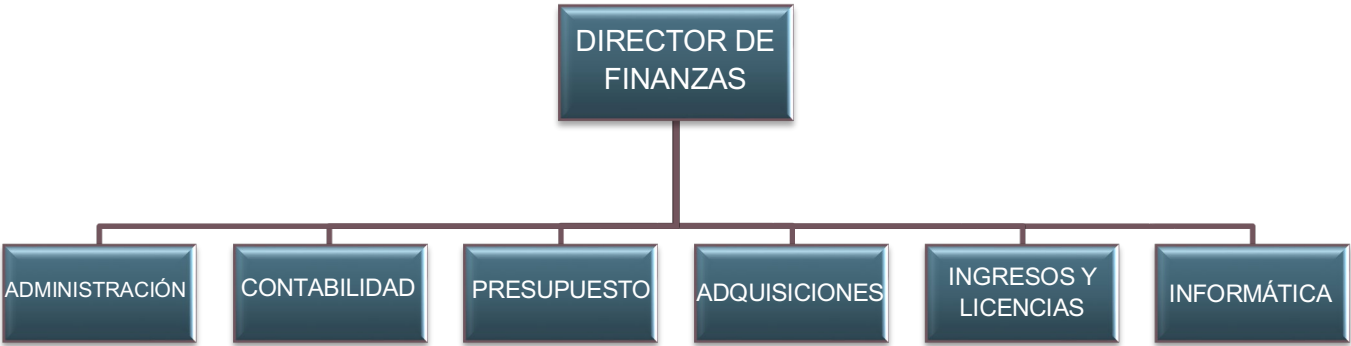 DIRECTOR DE
FINANZAS
ADMINISTRACIÓN
CONTABILIDAD
PRESUPUESTO
ADQUISICIONES
INGRESOS Y
LICENCIAS
INFORMÁTICA